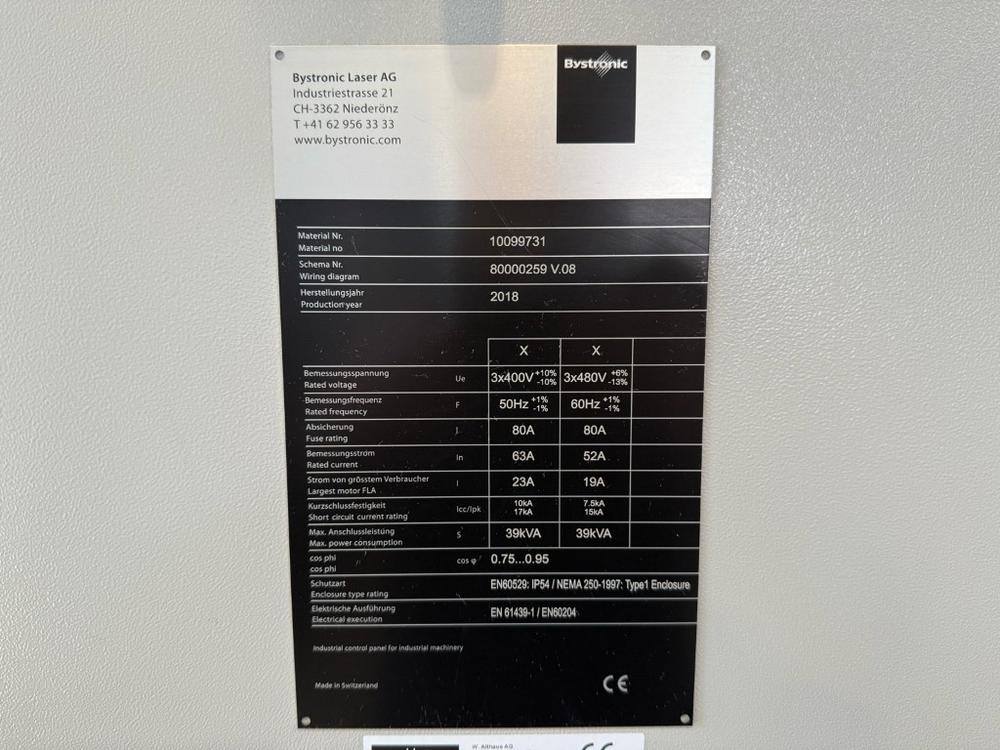 Bystronic Laser AG
Industriestrasse 21
CH-3362 Niederönz
T +41 62 956 33 33
www.bystronic.com
Bystronic
Material Nr.
Material no
10099731
Schema Nr.
Wiring diagram
80000259 V.08
Herstellungsjahr
Production year
2018
X X
Bemessungsspannung
Rated voltage
Ue 3x400V +10% -10% 3x480V +6% -13%
Bemessungsfrequenz
Rated frequency
F 50Hz +1% -1% 60Hz +1% -1%
Absicherung
Fuse rating
80A 80A
Bemessungsstrom
Rated current
In 63A 52A
Strom von grösstem Verbraucher
Largest motor FLA
I 23A 19A
Kurzschlussfestigkeit
Short circuit current rating
Icc/Ipk 10kA 17kA 7.5kA 15kA
Max. Anschlussleistung
Max. power consumption
S 39kVA 39kVA
cos phi
cos phi
cos φ 0.75...0.95
Schutzart
Enclosure type rating
EN60529: IP54 / NEMA 250-1997: Type1 Enclosure
Elektrische Ausführung
Electrical execution
EN 61439-1 / EN60204
Industrial control panel for industrial machinery
Made in Switzerland
CE
W. Althaus AG